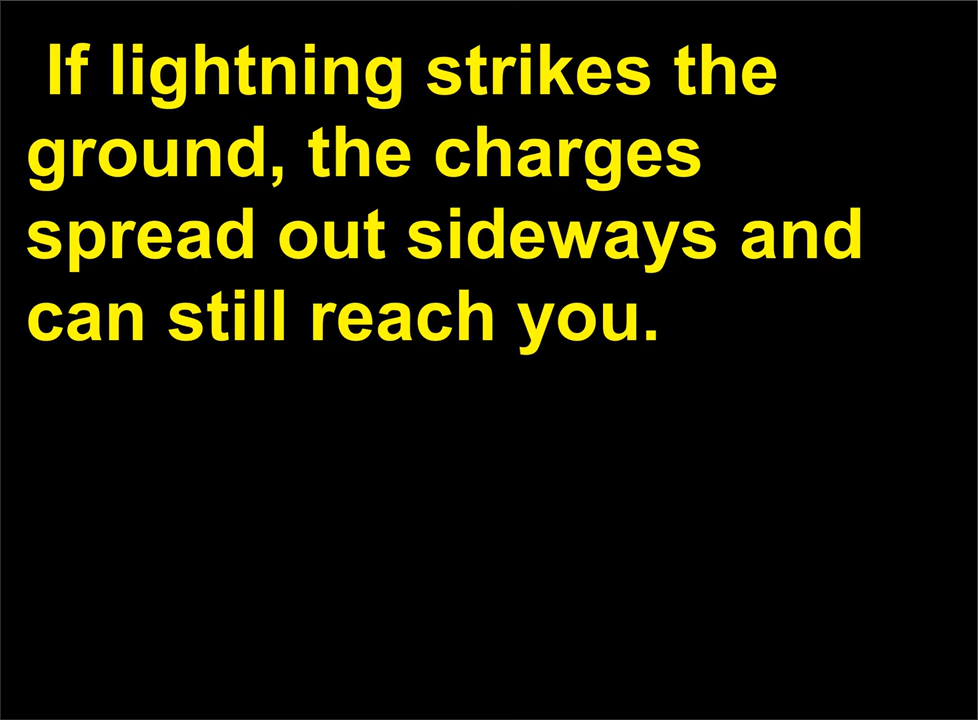 If lightning strikes the
ground, the charges
spread out sideways and
can still reach you.